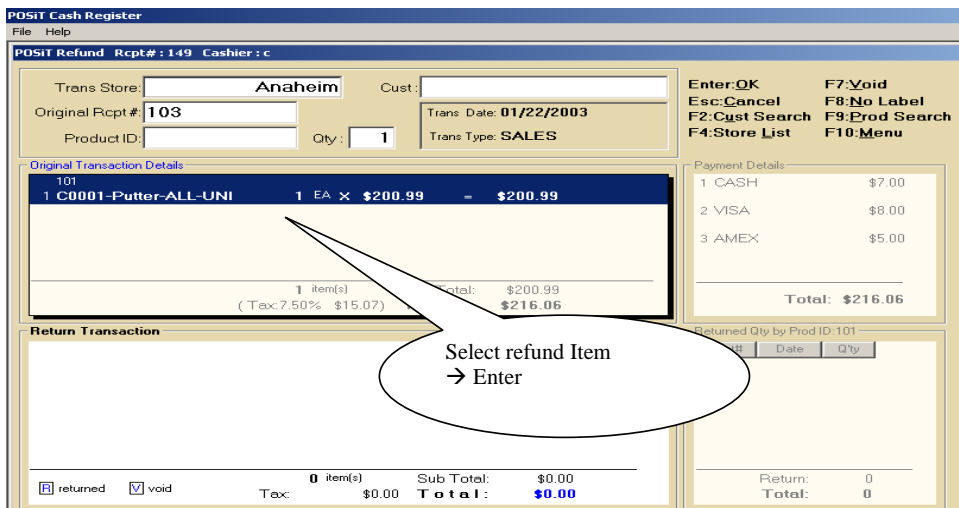 POSiT Cash Register
File Help
POSiT Refund Rcpt# : 149 Cashier : c
Trans Store: Anaheim Cust :
Original Rcpt #: 103 Trans Date: 01/22/2003
Product ID: Qty : 1 Trans Type: SALES
Enter:OK F7:Void
Esc:Cancel F8:No Label
F2:Cust Search F9:Prod Search
F4:Store List F10:Menu
Original Transaction Details
101
1 C0001-Putter-ALL-UNI 1 EA X $200.99 = $200.99
1 item(s) Total: $200.99
( Tax:7.50% $15.07) $216.06
Payment Details
1 CASH $7.00
2 VISA $8.00
3 AMEX $5.00
Total: $216.06
Return Transaction
Select refund Item
→ Enter
Returned Qty by Prod ID:101
Date Q'ty
0 item(s) Sub Total: $0.00
R returned V void Tax: $0.00 Total: $0.00
Return: 0
Total: 0